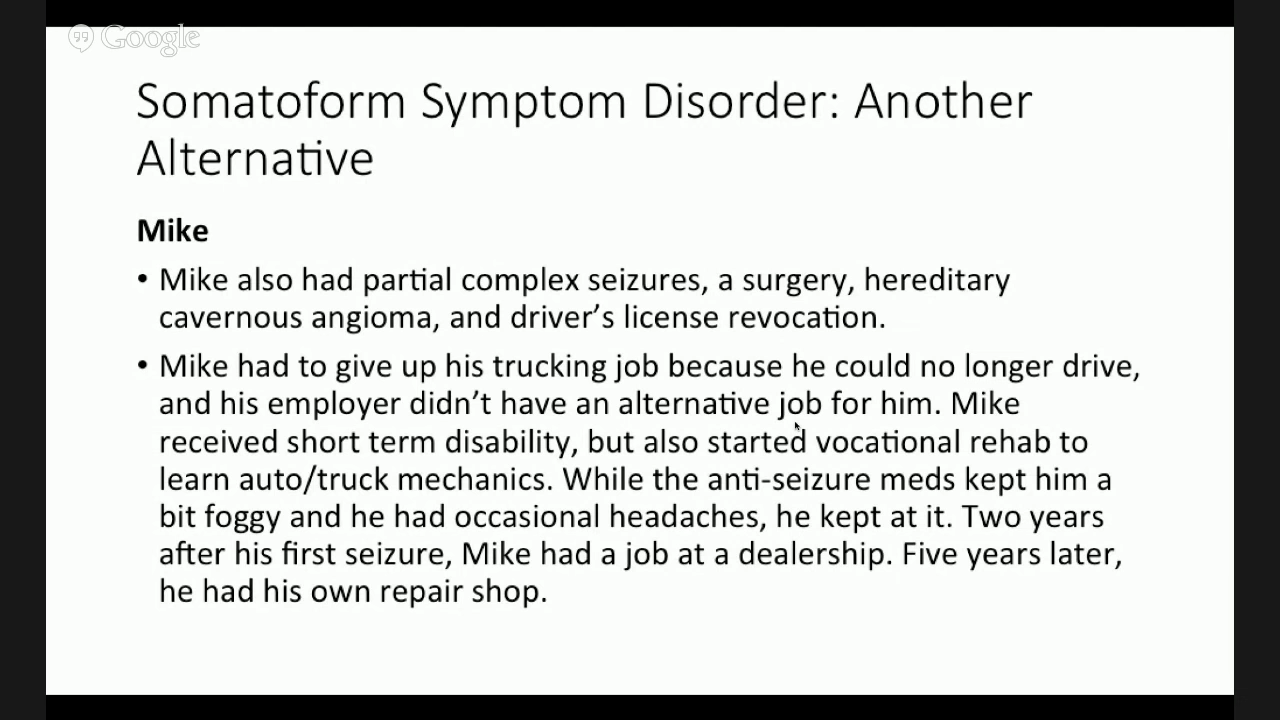 Google
Somatoform Symptom Disorder: Another
Alternative
Mike
• Mike also had partial complex seizures, a surgery, hereditary
cavernous angioma, and driver’s license revocation.
• Mike had to give up his trucking job because he could no longer drive,
and his employer didn’t have an alternative job for him. Mike
received short term disability, but also started vocational rehab to
learn auto/truck mechanics. While the anti-seizure meds kept him a
bit foggy and he had occasional headaches, he kept at it. Two years
after his first seizure, Mike had a job at a dealership. Five years later,
he had his own repair shop.